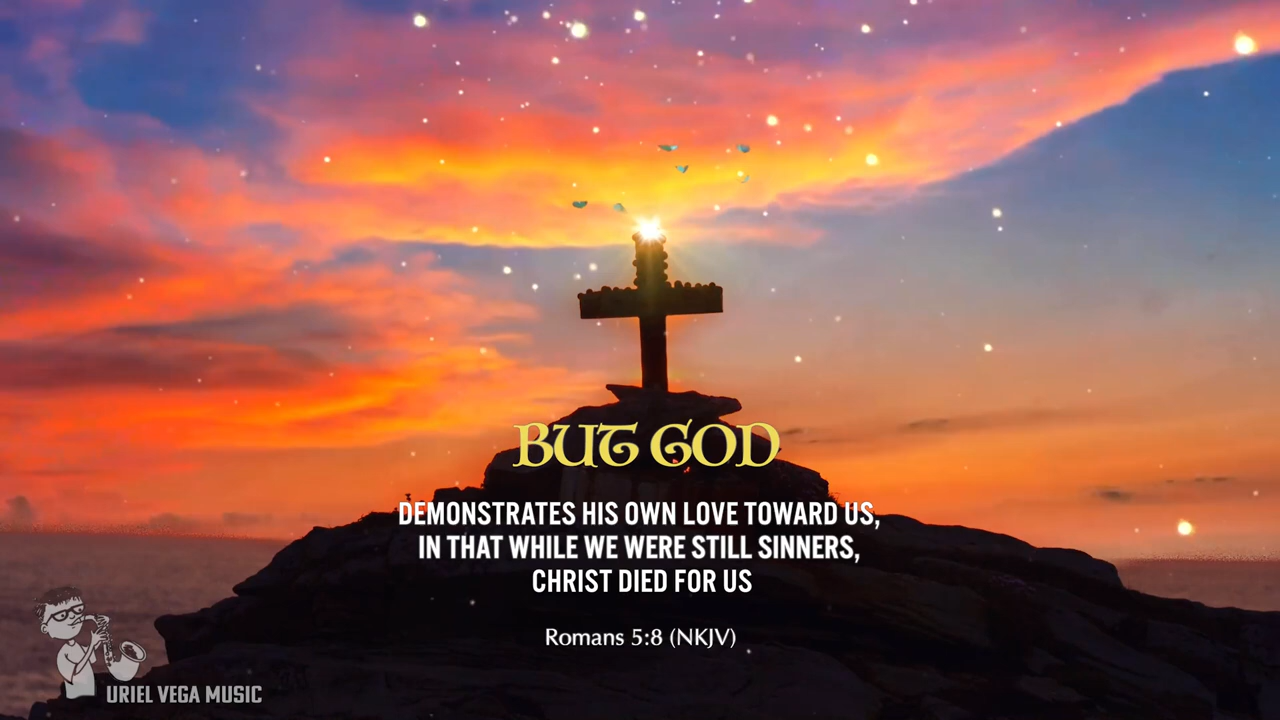 BUT GOD
DEMONSTRATES HIS OWN LOVE TOWARD US,
IN THAT WHILE WE WERE STILL SINNERS,
CHRIST DIED FOR US
Romans 5:8 (NKJV)
URIEL VEGA MUSIC